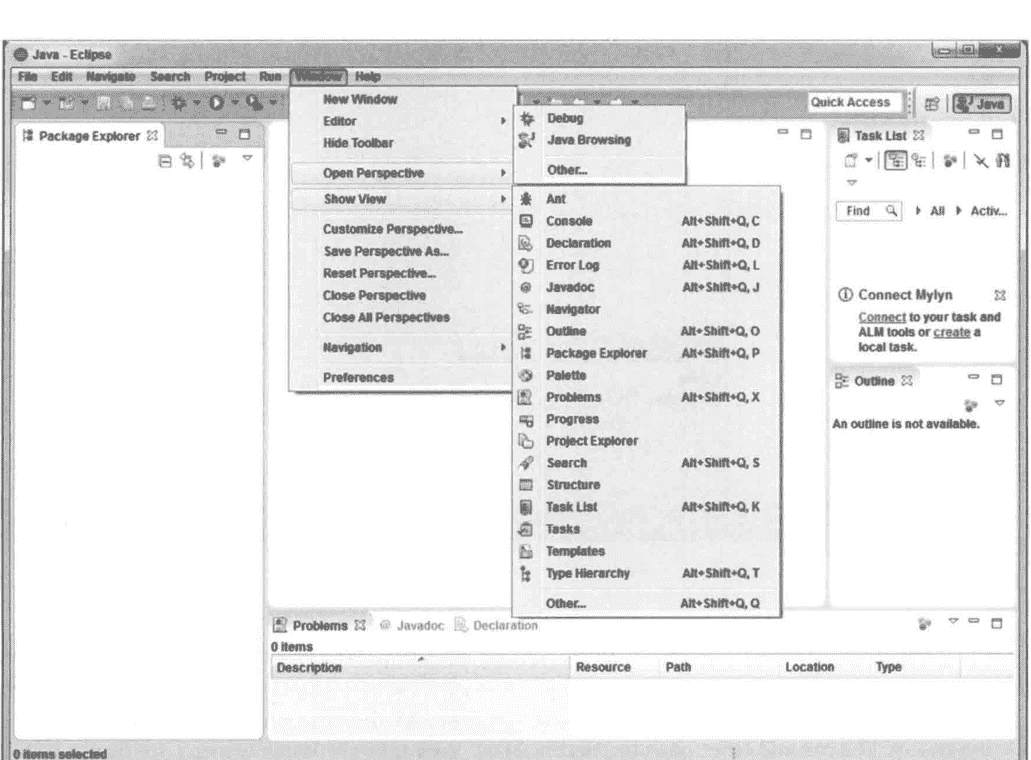 Java - Eclipse
File Edit Navigate Search Project Run Window Help
Quick Access
Java
Package Explorer
New Window
Editor
Hide Toolbar
Open Perspective
Show View
Customize Perspective...
Save Perspective As...
Reset Perspective...
Close Perspective
Close All Perspectives
Navigation
Preferences
Debug
Java Browsing
Other...
Ant
Console Alt+Shift+Q, C
Declaration Alt+Shift+Q, D
Error Log Alt+Shift+Q, L
Javadoc Alt+Shift+Q, J
Navigator
Outline Alt+Shift+Q, O
Package Explorer Alt+Shift+Q, P
Palette
Problems Alt+Shift+Q, X
Progress
Project Explorer
Search Alt+Shift+Q, S
Structure
Task List Alt+Shift+Q, K
Tasks
Templates
Type Hierarchy Alt+Shift+Q, T
Other... Alt+Shift+Q, Q
Task List
Find All Activ...
Connect Mylyn
Connect to your task and
ALM tools or create a
local task.
Outline
An outline is not available.
Problems @ Javadoc Declaration
0 items
Description Resource Path Location Type
0 items selected